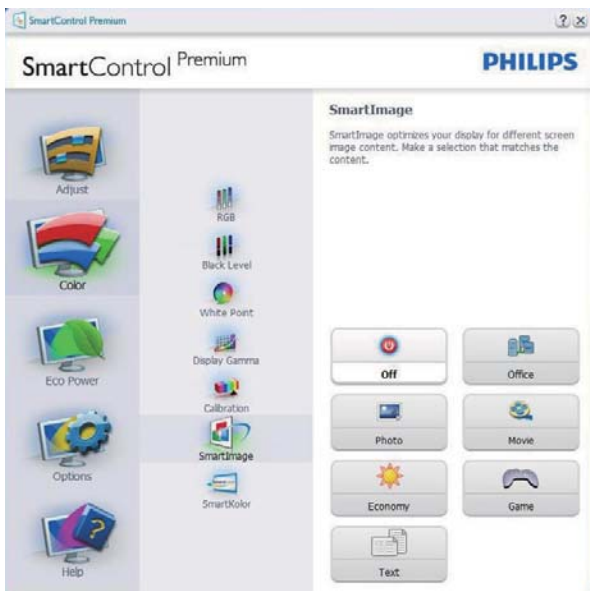 SmartControl Premium
SmartControl Premium
PHILIPS
Adjust
Color
Eco Power
Options
Help
RGB
Black Level
White Point
Display Gamma
Calibration
SmartImage
SmartKolor
SmartImage
SmartImage optimizes your display for different screen
image content. Make a selection that matches the
content.
Off
Office
Photo
Movie
Economy
Game
Text